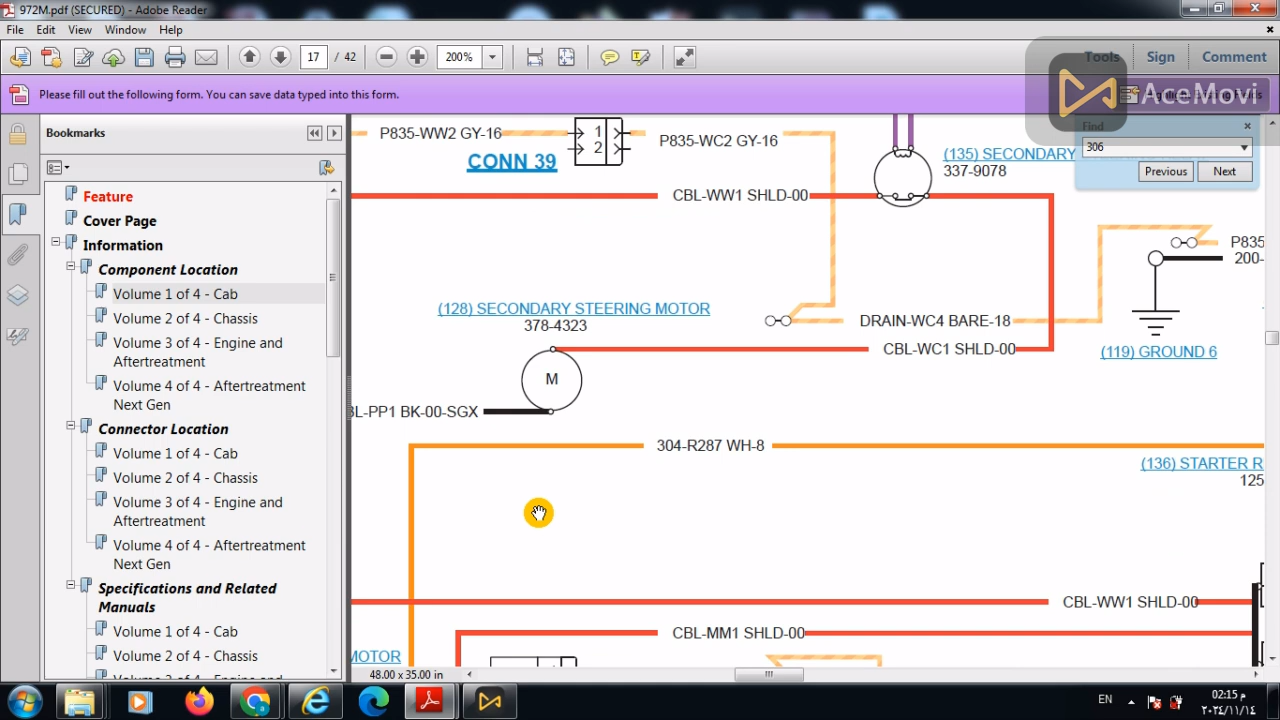 972M.pdf (SECURED) - Adobe Reader
File Edit View Window Help
17 / 42
200%
Tools Sign Comment
Please fill out the following form. You can save data typed into this form.
AceMovi
Bookmarks
Find
306
Previous Next
Feature
Cover Page
Information
Component Location
Volume 1 of 4 - Cab
Volume 2 of 4 - Chassis
Volume 3 of 4 - Engine and
Aftertreatment
Volume 4 of 4 - Aftertreatment
Next Gen
Connector Location
Volume 1 of 4 - Cab
Volume 2 of 4 - Chassis
Volume 3 of 4 - Engine and
Aftertreatment
Volume 4 of 4 - Aftertreatment
Next Gen
Specifications and Related
Manuals
Volume 1 of 4 - Cab
Volume 2 of 4 - Chassis
P835-WW2 GY-16
1
2
P835-WC2 GY-16
CONN 39
(135) SECONDARY
337-9078
CBL-WW1 SHLD-00
P835
200-
(128) SECONDARY STEERING MOTOR
378-4323
DRAIN-WC4 BARE-18
CBL-WC1 SHLD-00
(119) GROUND 6
M
BL-PP1 BK-00-SGX
304-R287 WH-8
(136) STARTER R
125
CBL-WW1 SHLD-00
CBL-MM1 SHLD-00
MOTOR
48.00 x 35.00 in
EN
02:15 م
٢٠٢٤/١١/١٤